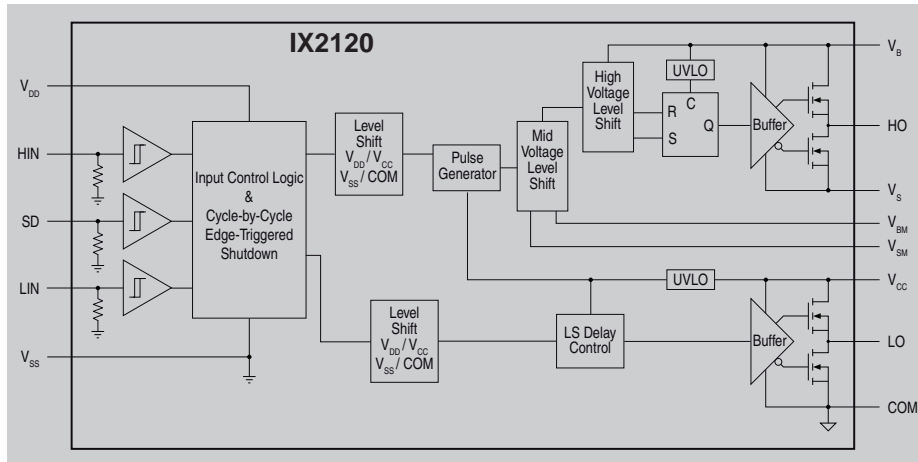 IX2120
V_DD
HIN
SD
LIN
V_SS
Input Control Logic
&
Cycle-by-Cycle
Edge-Triggered
Shutdown
Level
Shift
V_DD / V_CC
V_SS / COM
Pulse
Generator
Mid
Voltage
Level
Shift
High
Voltage
Level
Shift
UVLO
C
R
S
Q
Buffer
V_B
HO
V_S
V_BM
V_SM
Level
Shift
V_DD / V_CC
V_SS / COM
LS Delay
Control
UVLO
Buffer
V_CC
LO
COM